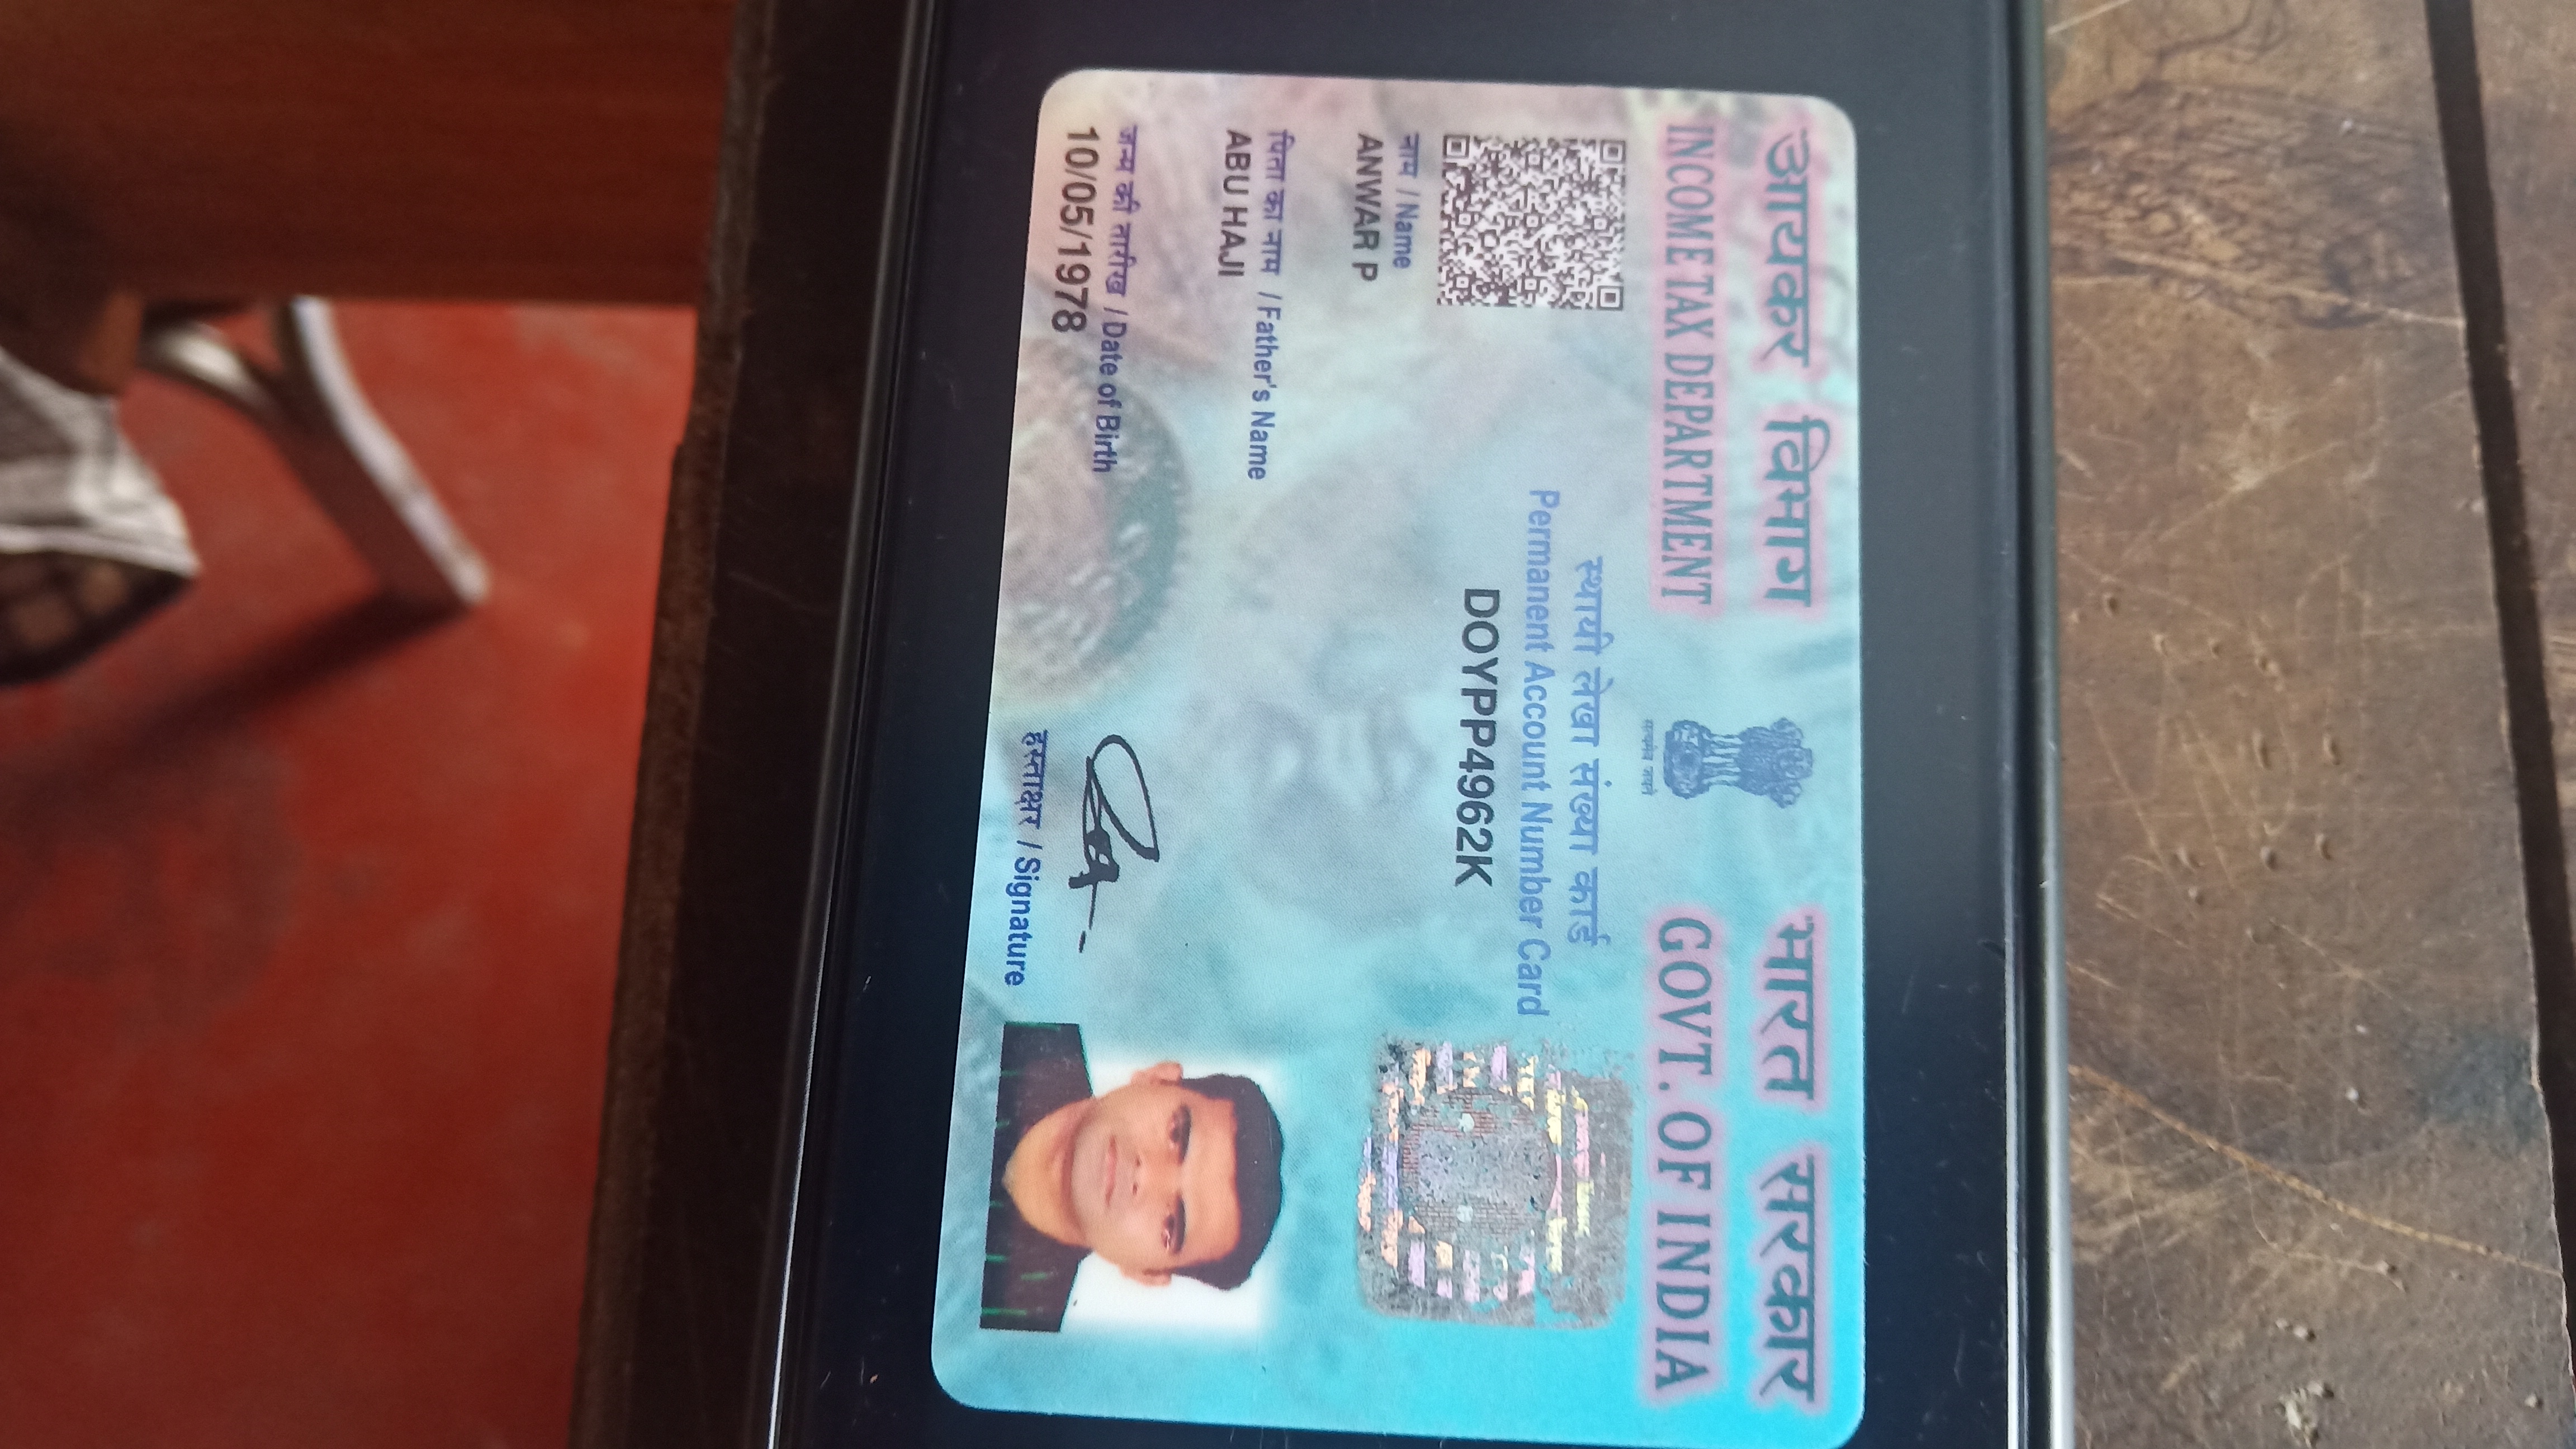 आयकर विभाग
INCOME TAX DEPARTMENT
सत्यमेव जयते
भारत सरकार
GOVT. OF INDIA
स्थायी लेखा संख्या कार्ड
Permanent Account Number Card
DOYPP4962K
नाम / Name
ANWAR P
पिता का नाम / Father's Name
ABU HAJI
जन्म की तारीख / Date of Birth
10/05/1978
हस्ताक्षर / Signature